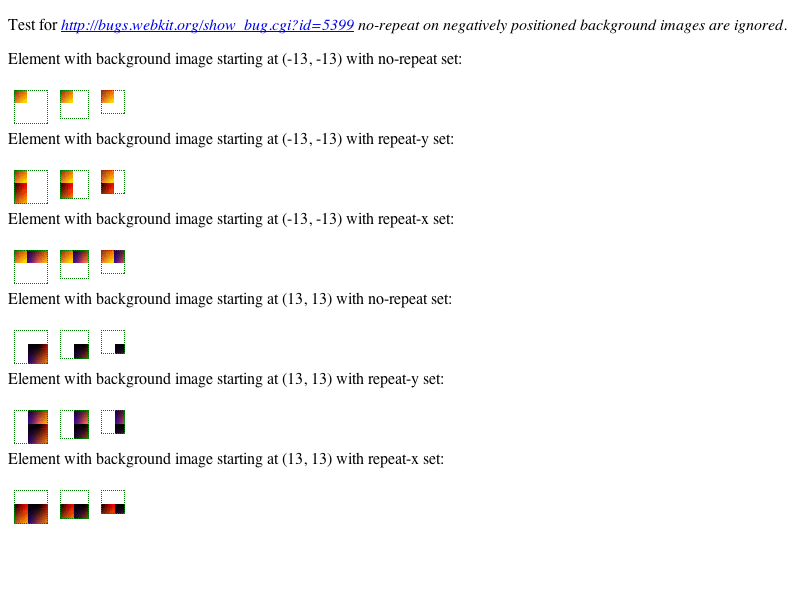 Test for http://bugs.webkit.org/show_bug.cgi?id=5399 no-repeat on negatively positioned background images are ignored.
Element with background image starting at (-13, -13) with no-repeat set:
Element with background image starting at (-13, -13) with repeat-y set:
Element with background image starting at (-13, -13) with repeat-x set:
Element with background image starting at (13, 13) with no-repeat set:
Element with background image starting at (13, 13) with repeat-y set:
Element with background image starting at (13, 13) with repeat-x set: